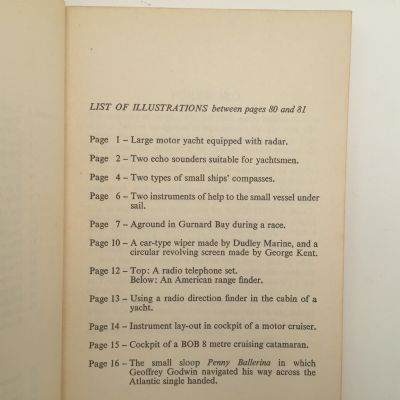 LIST OF ILLUSTRATIONS between pages 80 and 81
Page 1 – Large motor yacht equipped with radar.
Page 2 – Two echo sounders suitable for yachtsmen.
Page 4 – Two types of small ships' compasses.
Page 6 – Two instruments of help to the small vessel under
sail.
Page 7 – Aground in Gurnard Bay during a race.
Page 10 – A car-type wiper made by Dudley Marine, and a
circular revolving screen made by George Kent.
Page 12 – Top: A radio telephone set.
Below: An American range finder.
Page 13 – Using a radio direction finder in the cabin of a
yacht.
Page 14 – Instrument lay-out in cockpit of a motor cruiser.
Page 15 – Cockpit of a BOB 8 metre cruising catamaran.
Page 16 – The small sloop Penny Ballerina in which
Geoffrey Godwin navigated his way across the
Atlantic single handed.